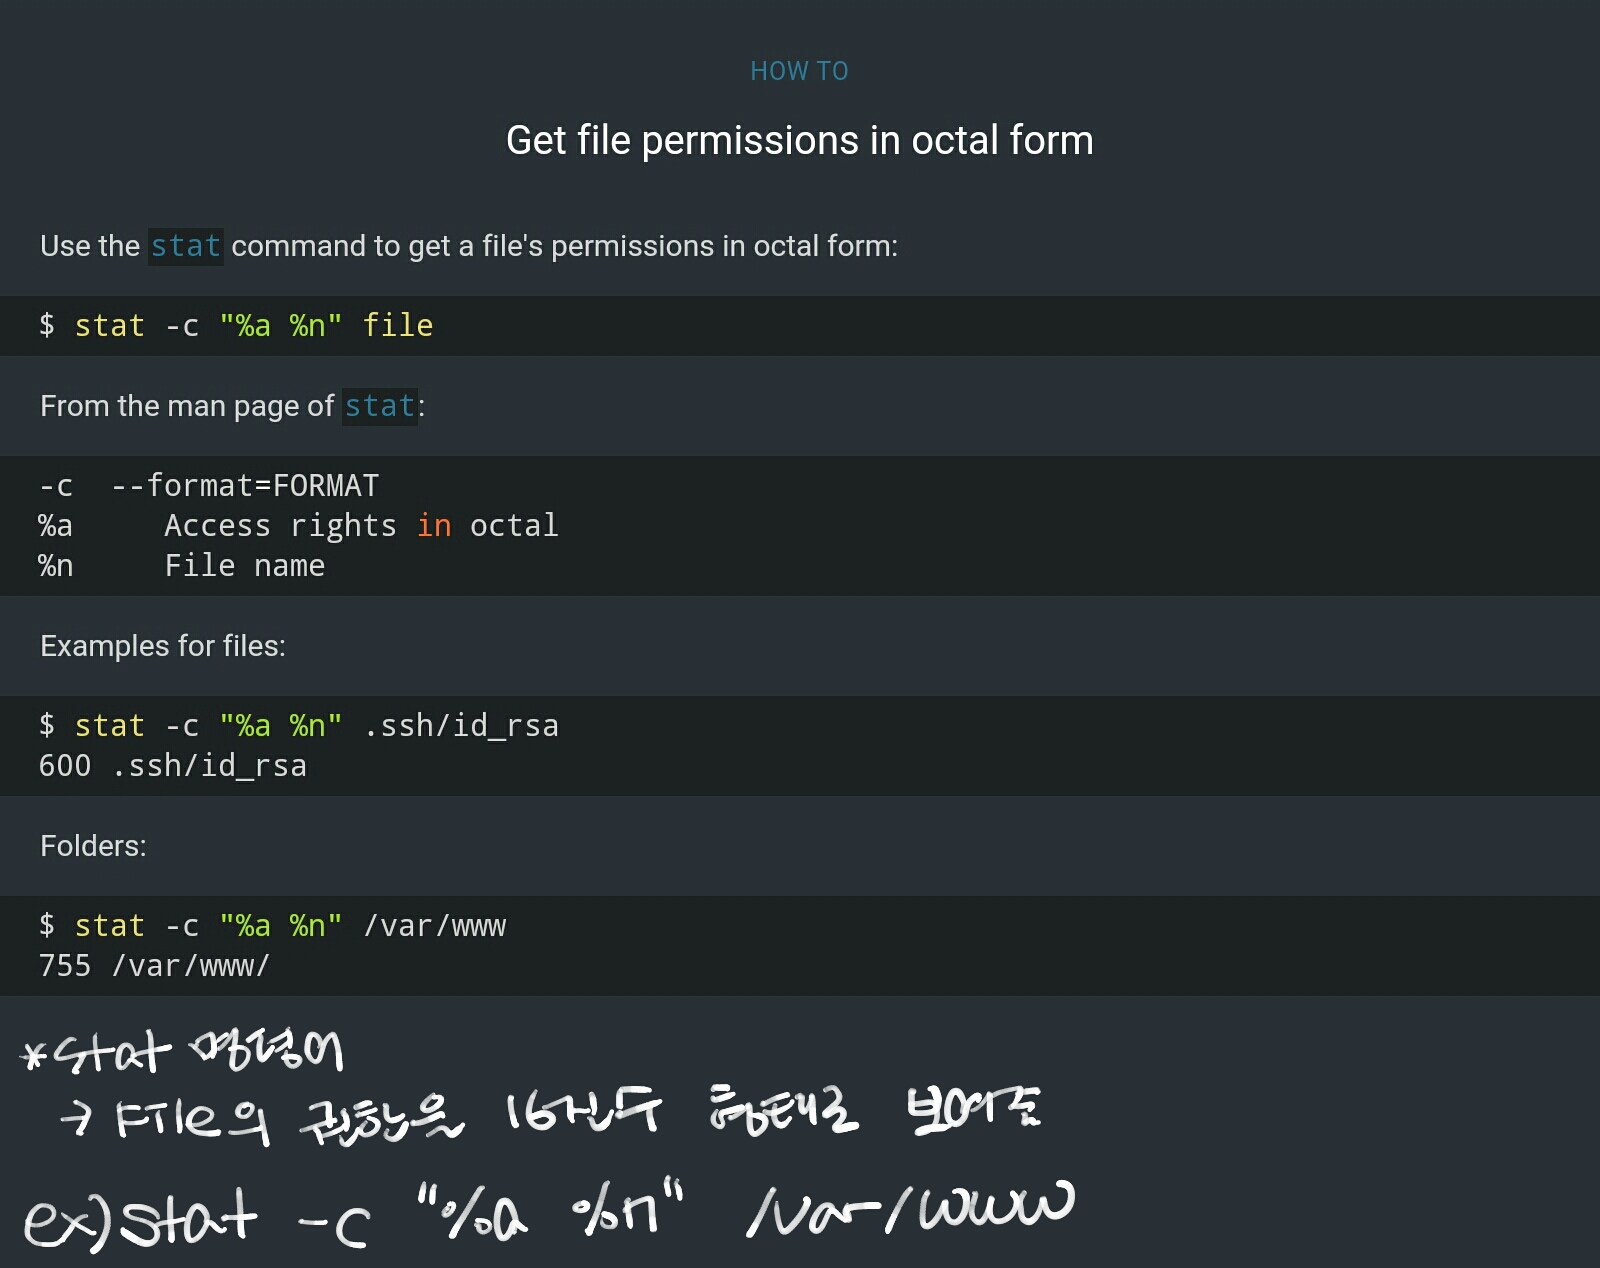 HOW TO
Get file permissions in octal form
Use the stat command to get a file's permissions in octal form:
$ stat -c "%a %n" file
From the man page of stat:
-c  --format=FORMAT
%a     Access rights in octal
%n     File name
Examples for files:
$ stat -c "%a %n" .ssh/id_rsa
600 .ssh/id_rsa
Folders:
$ stat -c "%a %n" /var/www
755 /var/www/
*stat 명령어
→ File의 권한을 16진수 형태로 보여줌
ex) stat -c "%a %n" /var/www